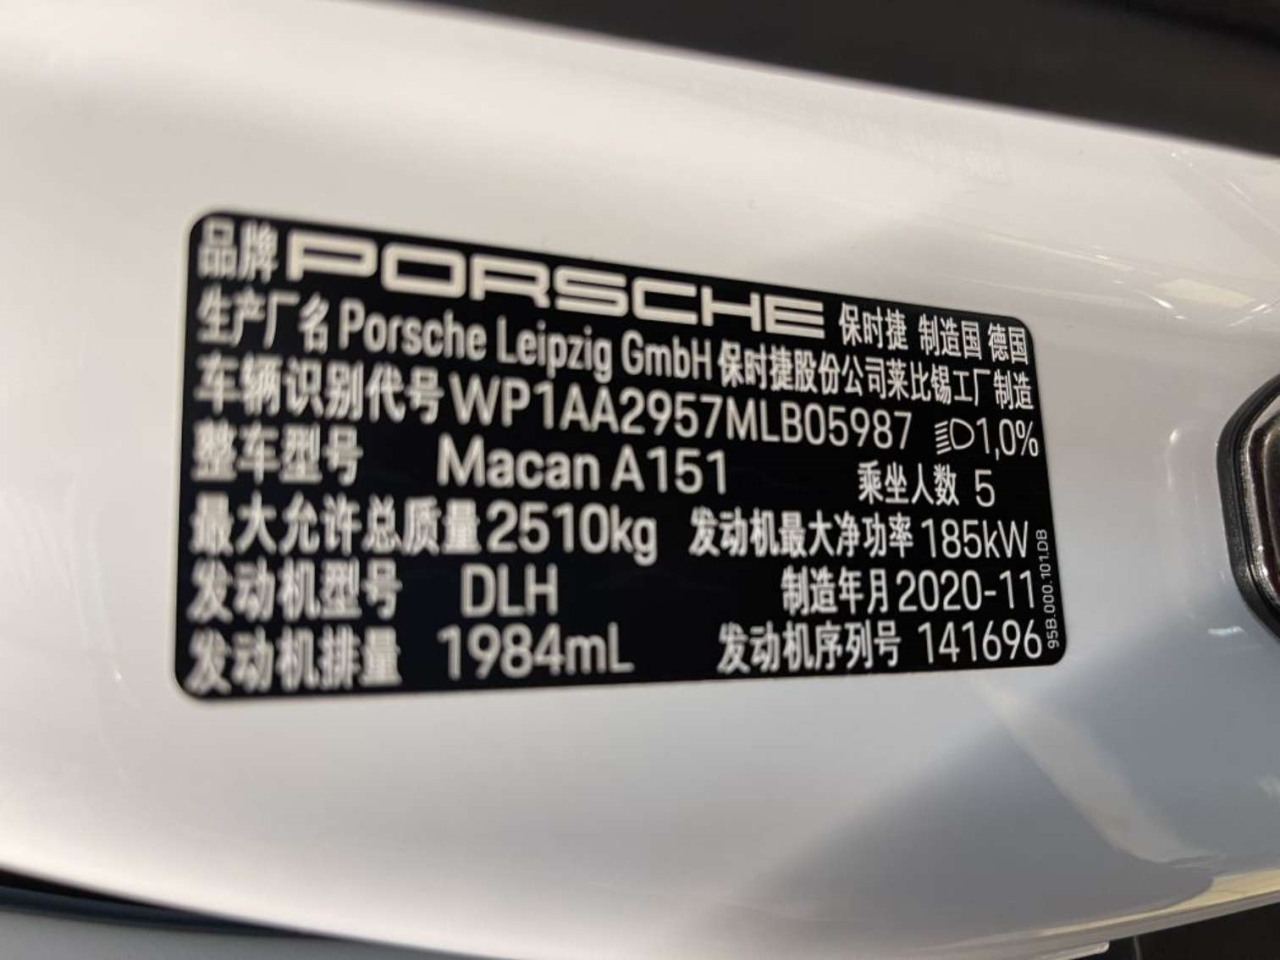 品牌 PORSCHE 保时捷 制造国 德国
生产厂名 Porsche Leipzig GmbH 保时捷股份公司莱比锡工厂制造
车辆识别代号 WP1AA2957MLB05987 1,0%
整车型号 Macan A151 乘坐人数 5
最大允许总质量 2510kg 发动机最大净功率 185kW
发动机型号 DLH 制造年月 2020-11
发动机排量 1984mL 发动机序列号 141696
95B.000.101.DB